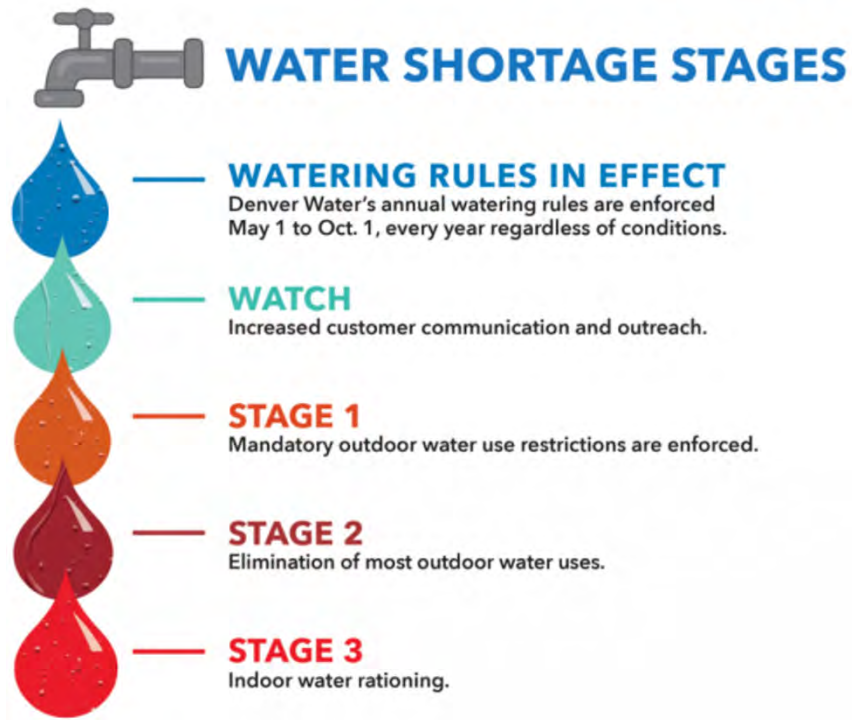 WATER SHORTAGE STAGES
WATERING RULES IN EFFECT
Denver Water's annual watering rules are enforced
May 1 to Oct. 1, every year regardless of conditions.
WATCH
Increased customer communication and outreach.
STAGE 1
Mandatory outdoor water use restrictions are enforced.
STAGE 2
Elimination of most outdoor water uses.
STAGE 3
Indoor water rationing.